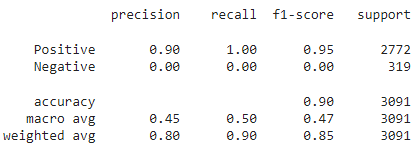 precision recall f1-score support
Positive 0.90 1.00 0.95 2772
Negative 0.00 0.00 0.00 319
accuracy 0.90 3091
macro avg 0.45 0.50 0.47 3091
weighted avg 0.80 0.90 0.85 3091